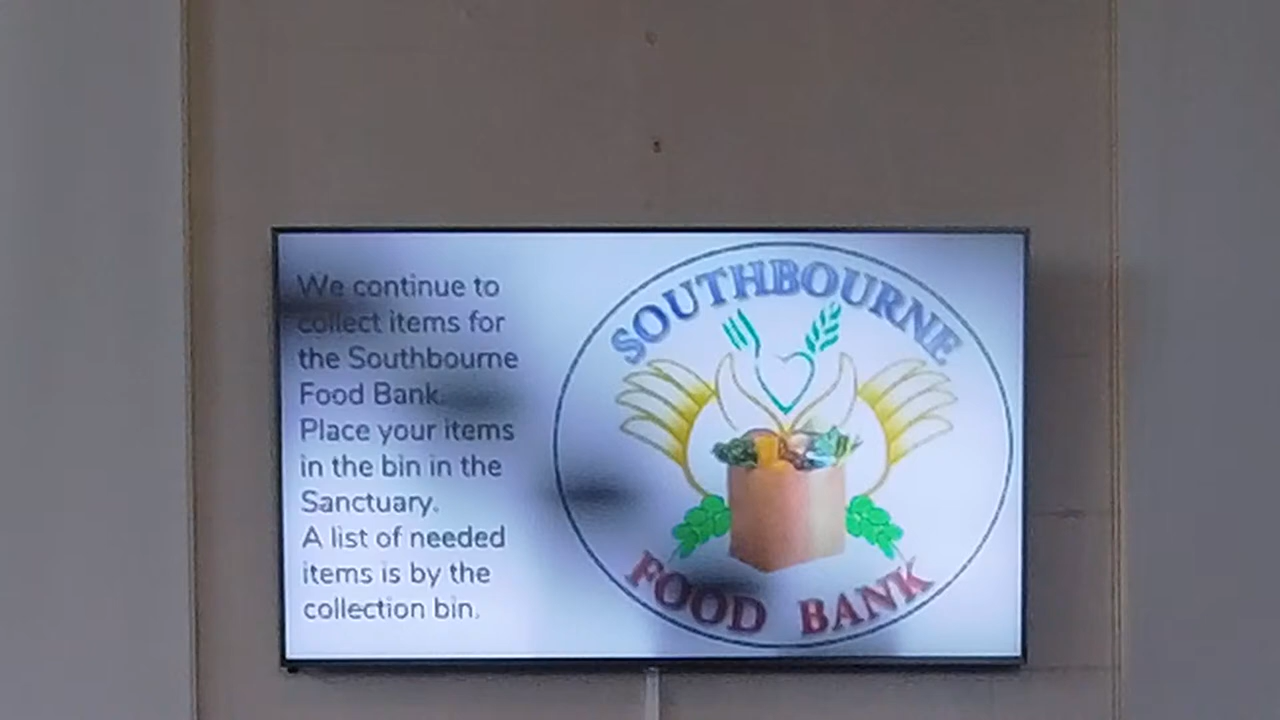 We continue to
collect items for
the Southbourne
Food Bank.
Place your items
in the bin in the
Sanctuary.
A list of needed
items is by the
collection bin.
SOUTHBOURNE
FOOD BANK